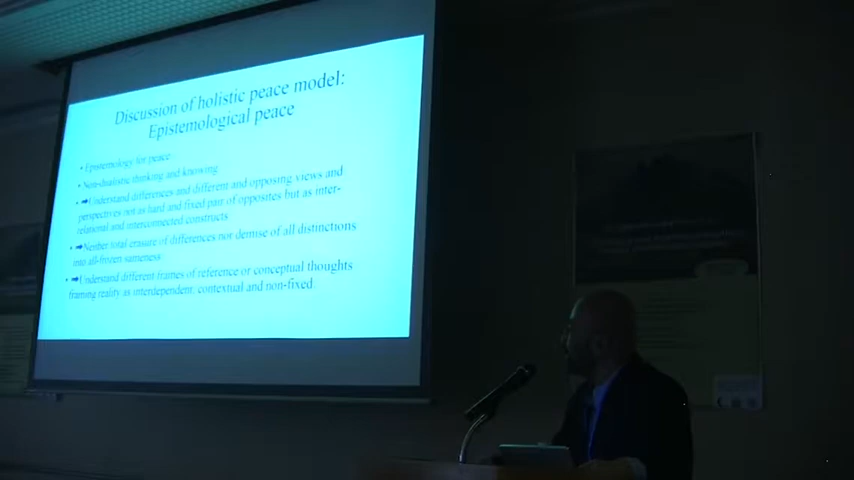 Discussion of holistic peace model:
Epistemological peace
• Epistemology for peace
• Non-dualistic thinking and knowing
• ➡Understand differences and different and opposing views and
perspectives not as hard and fixed pair of opposites but as inter-
relational and interconnected constructs
• ➡Neither total erasure of differences nor demise of all distinctions
into all-frozen sameness
• ➡Understand different frames of reference or conceptual thoughts
framing reality as interdependent, contextual and non-fixed.